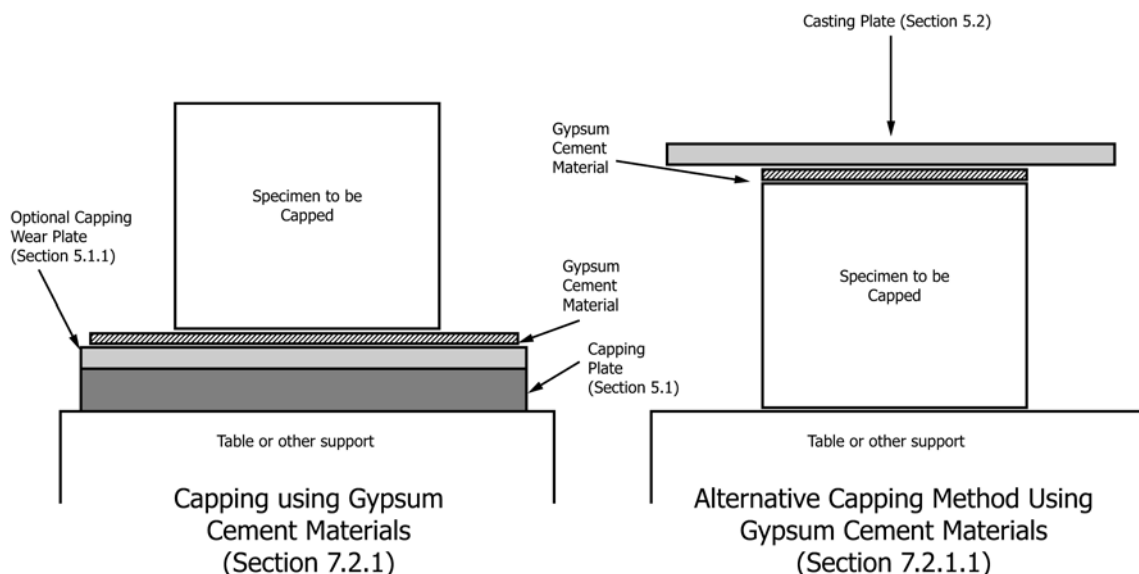 Casting Plate (Section 5.2)
Gypsum
Cement
Material
Specimen to be
Capped
Optional Capping
Wear Plate
(Section 5.1.1)
Gypsum
Cement
Material
Specimen to be
Capped
Capping
Plate
(Section 5.1)
Table or other support
Table or other support
Capping using Gypsum
Cement Materials
(Section 7.2.1)
Alternative Capping Method Using
Gypsum Cement Materials
(Section 7.2.1.1)